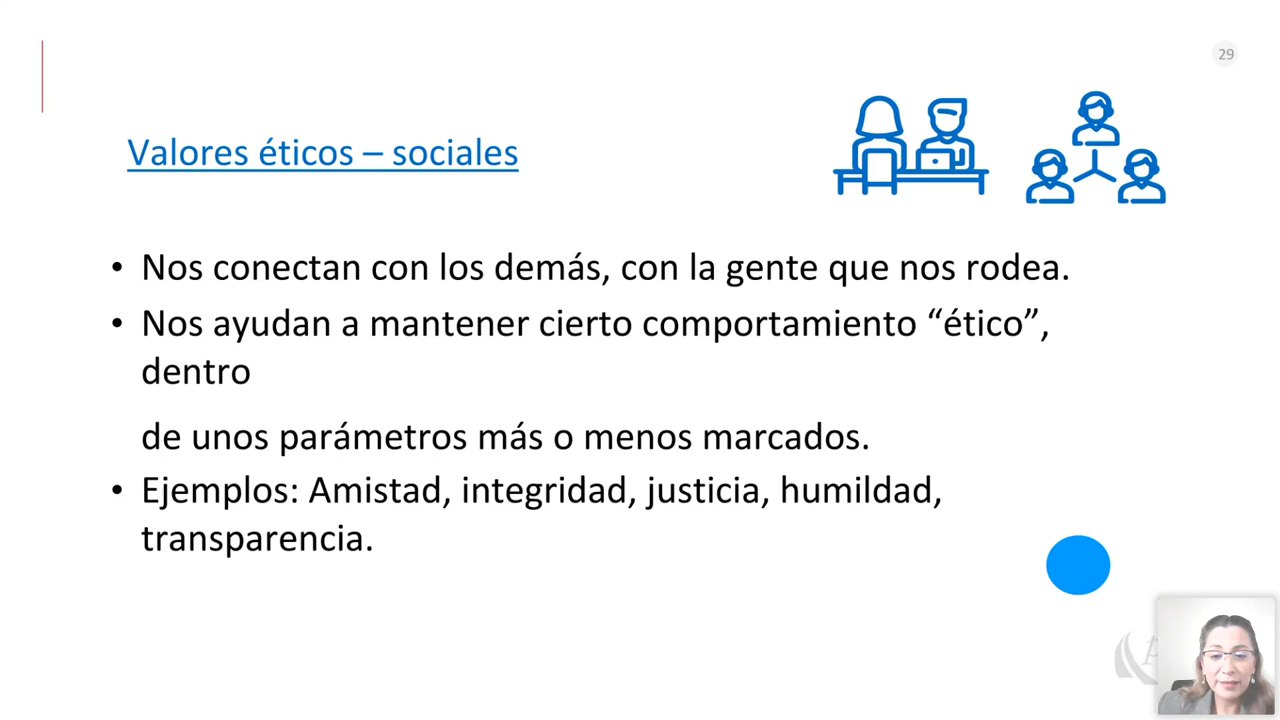 29
Valores éticos – sociales
• Nos conectan con los demás, con la gente que nos rodea.
• Nos ayudan a mantener cierto comportamiento “ético”,
dentro
de unos parámetros más o menos marcados.
• Ejemplos: Amistad, integridad, justicia, humildad,
transparencia.